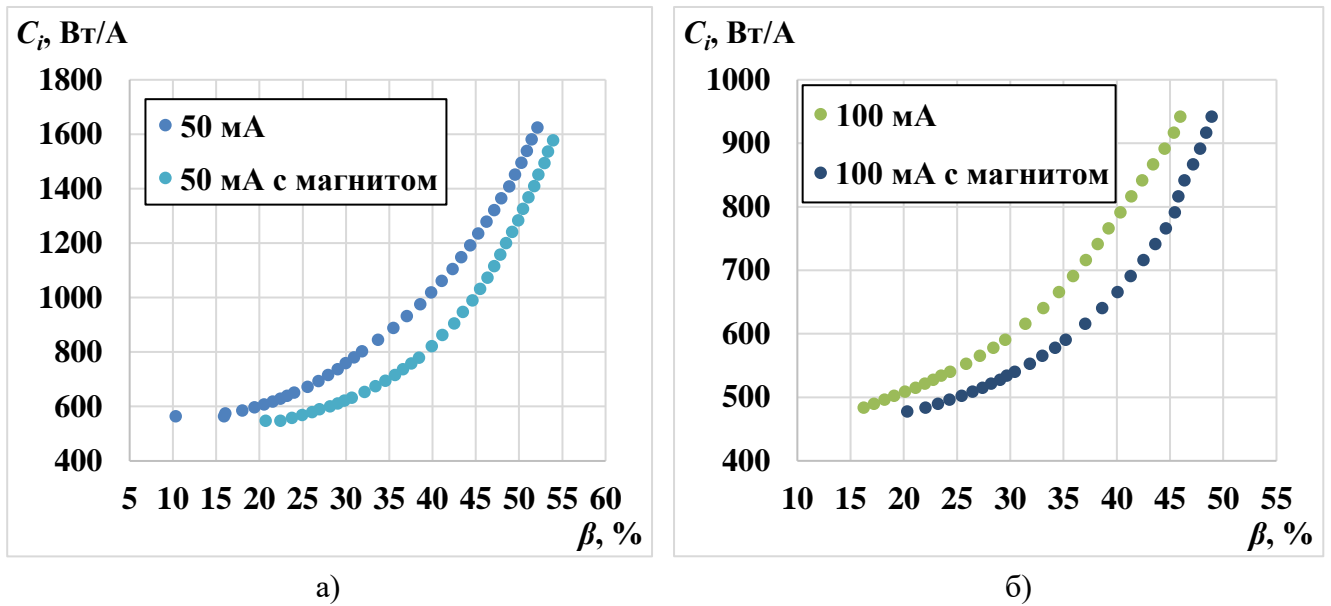 C_i, Вт/А
1800
1600
1400
1200
1000
800
600
400
50 мА
50 мА с магнитом
5 10 15 20 25 30 35 40 45 50 55 60
β, %
а)
C_i, Вт/А
1000
900
800
700
600
500
400
100 мА
100 мА с магнитом
10 15 20 25 30 35 40 45 50 55
β, %
б)